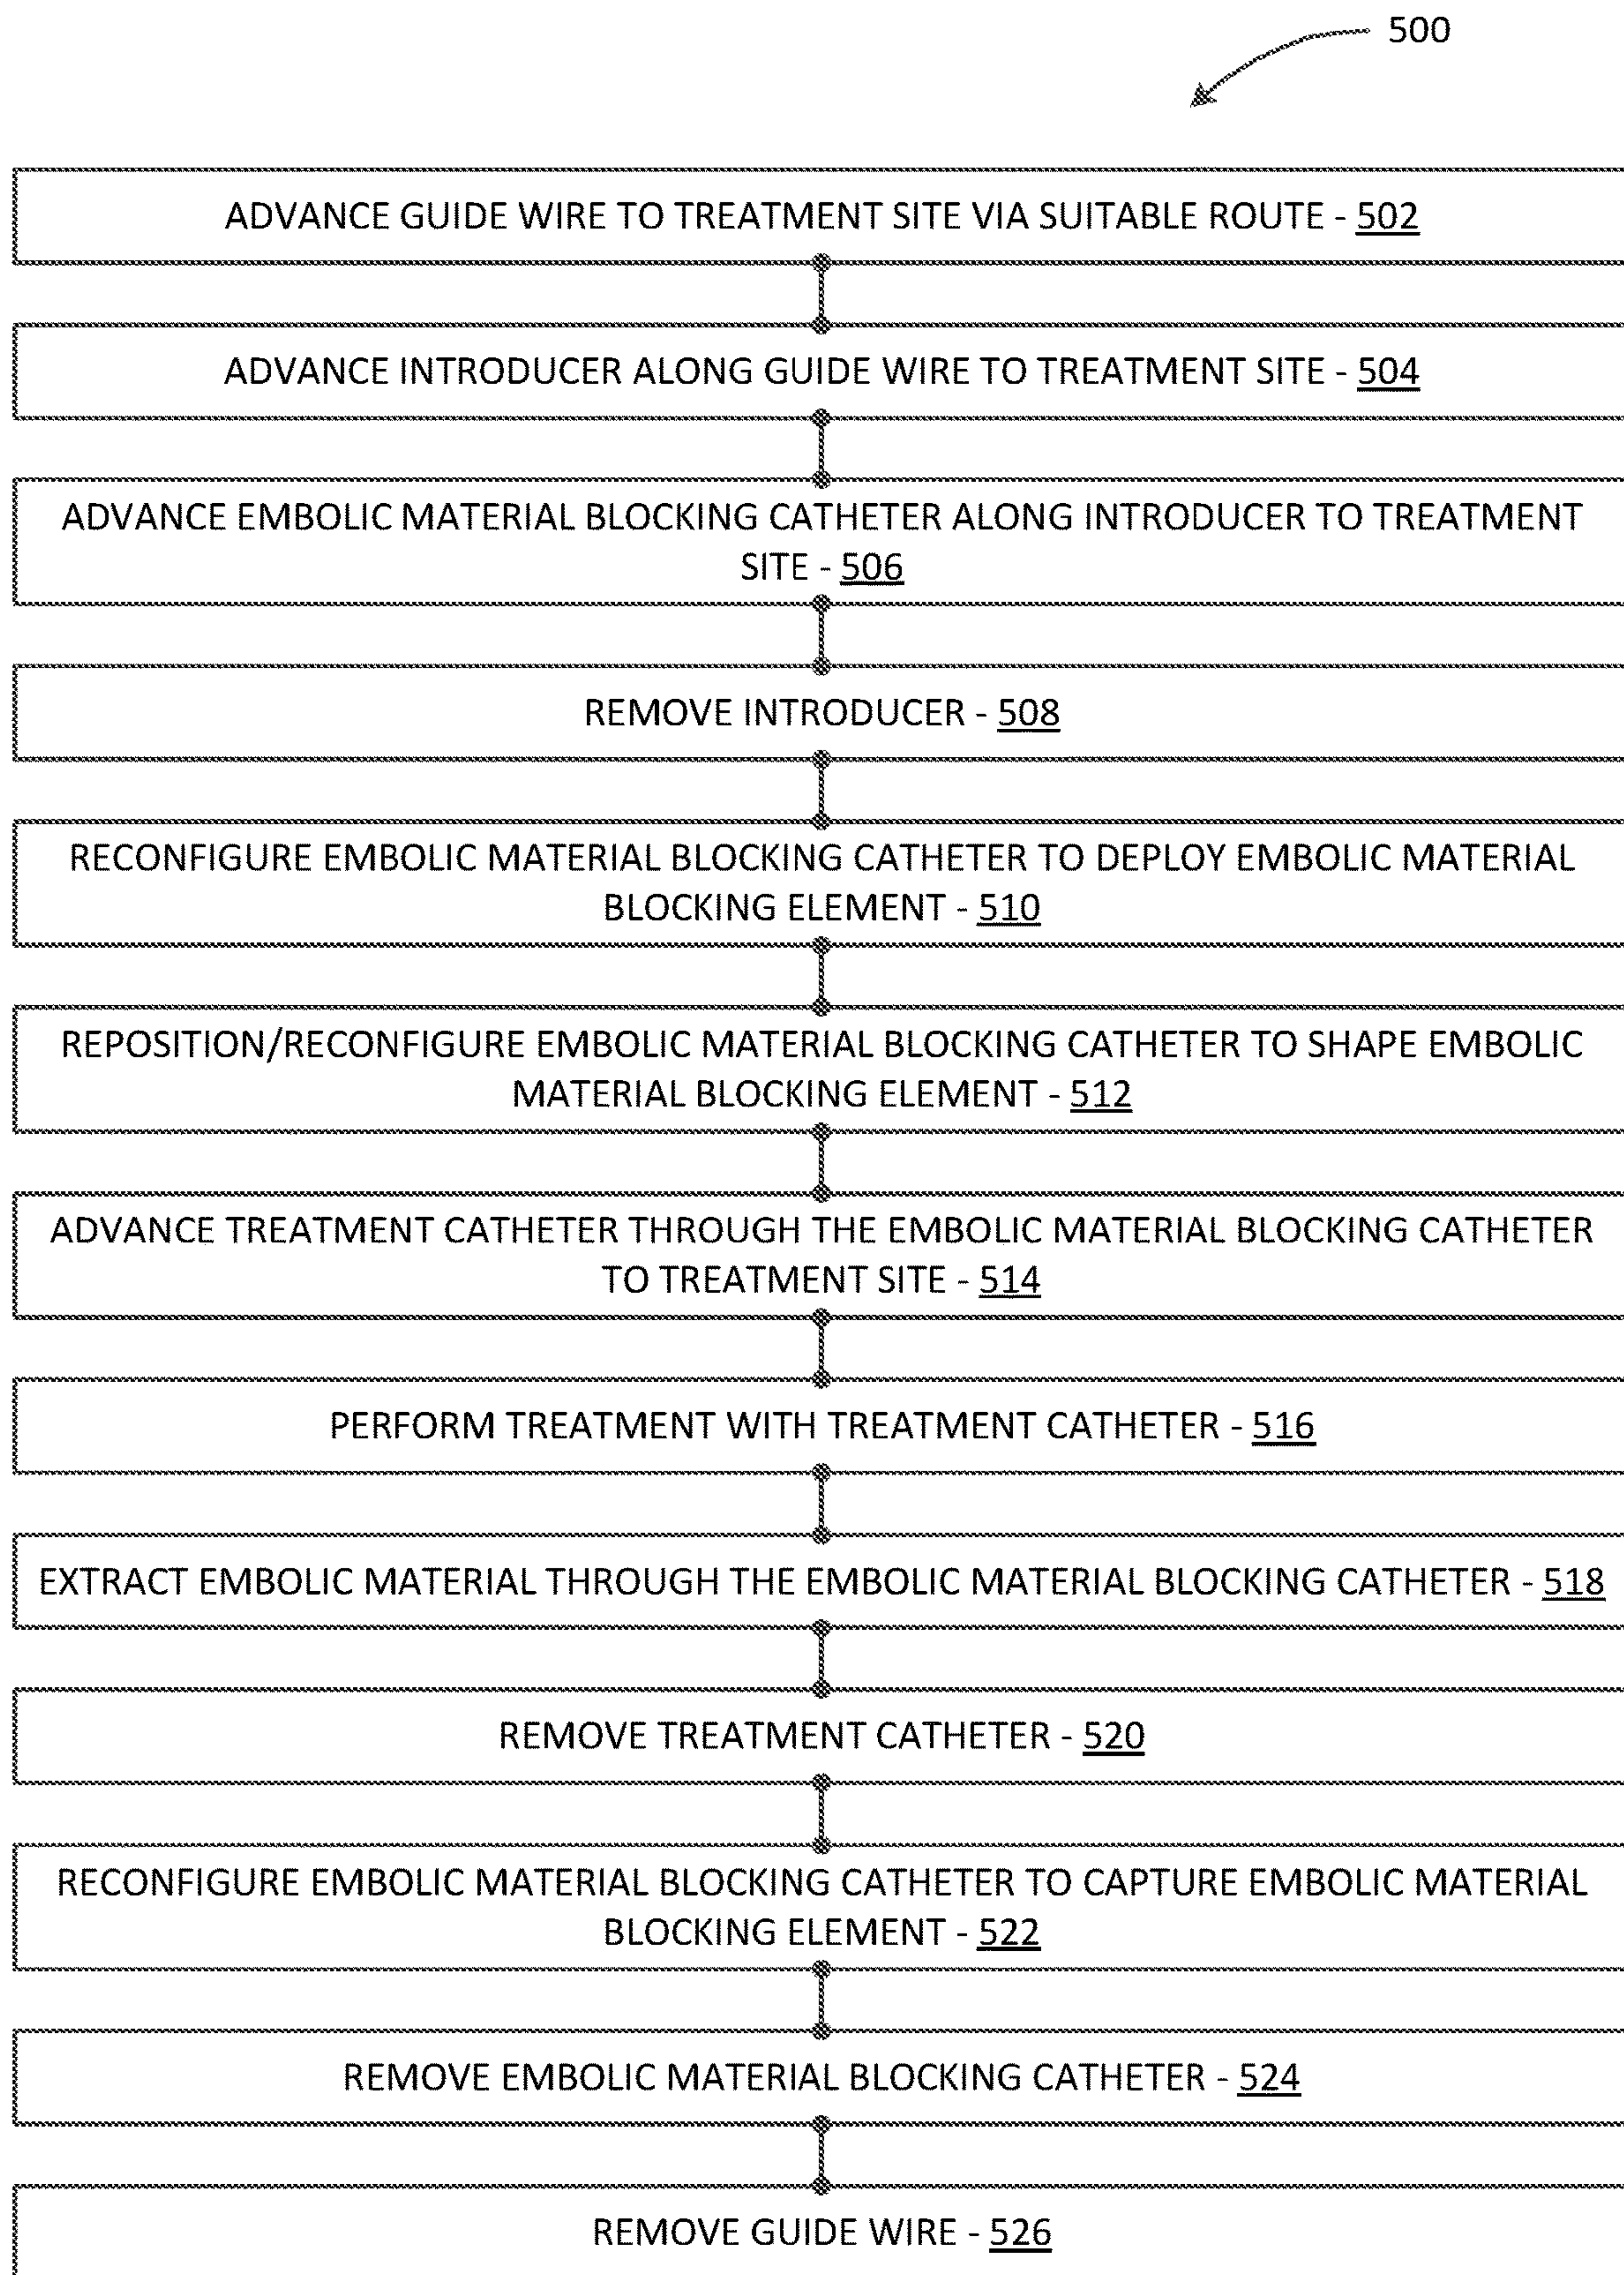 500
ADVANCE GUIDE WIRE TO TREATMENT SITE VIA SUITABLE ROUTE - 502
ADVANCE INTRODUCER ALONG GUIDE WIRE TO TREATMENT SITE - 504
ADVANCE EMBOLIC MATERIAL BLOCKING CATHETER ALONG INTRODUCER TO TREATMENT
SITE - 506
REMOVE INTRODUCER - 508
RECONFIGURE EMBOLIC MATERIAL BLOCKING CATHETER TO DEPLOY EMBOLIC MATERIAL
BLOCKING ELEMENT - 510
REPOSITION/RECONFIGURE EMBOLIC MATERIAL BLOCKING CATHETER TO SHAPE EMBOLIC
MATERIAL BLOCKING ELEMENT - 512
ADVANCE TREATMENT CATHETER THROUGH THE EMBOLIC MATERIAL BLOCKING CATHETER
TO TREATMENT SITE - 514
PERFORM TREATMENT WITH TREATMENT CATHETER - 516
EXTRACT EMBOLIC MATERIAL THROUGH THE EMBOLIC MATERIAL BLOCKING CATHETER - 518
REMOVE TREATMENT CATHETER - 520
RECONFIGURE EMBOLIC MATERIAL BLOCKING CATHETER TO CAPTURE EMBOLIC MATERIAL
BLOCKING ELEMENT - 522
REMOVE EMBOLIC MATERIAL BLOCKING CATHETER - 524
REMOVE GUIDE WIRE - 526